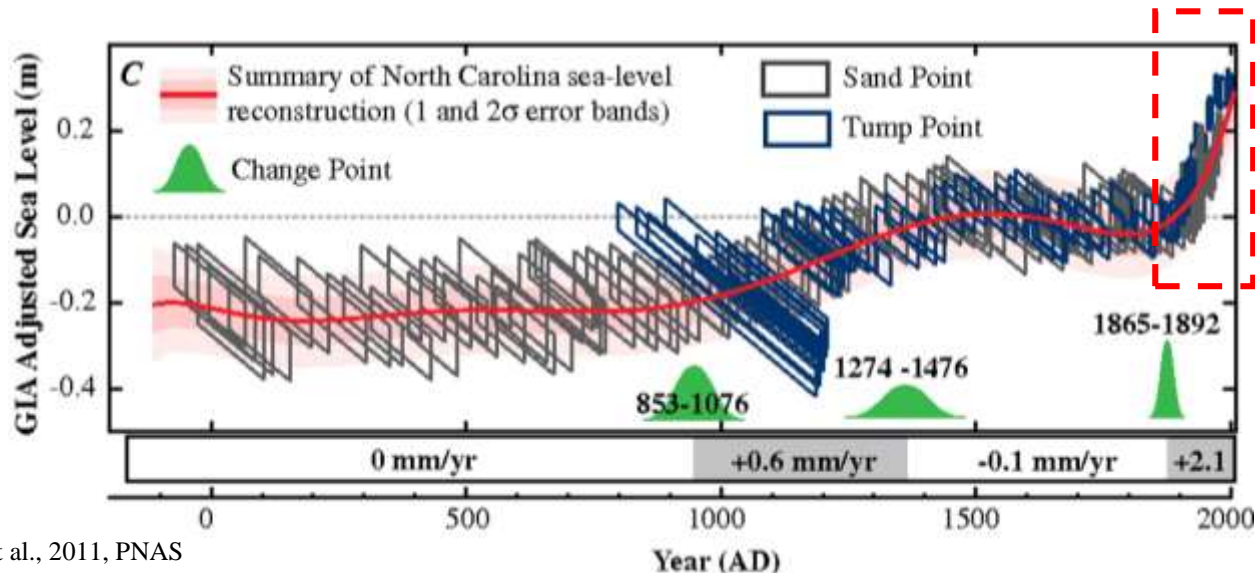 C
Summary of North Carolina sea-level
reconstruction (1 and 2σ error bands)
Change Point
Sand Point
Tump Point
GIA Adjusted Sea Level (m)
0.2
0.0
-0.2
-0.4
853-1076
1274 -1476
1865-1892
0 mm/yr
+0.6 mm/yr
-0.1 mm/yr
+2.1
0
500
1000
1500
2000
Year (AD)
al., 2011, PNAS